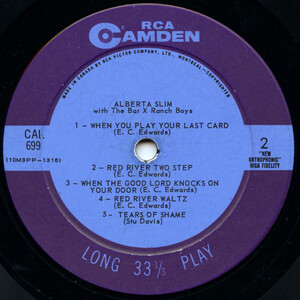 RCA
CAMDEN
MADE IN CANADA BY RCA VICTOR COMPANY, LTD., MONTREAL
ALBERTA SLIM
with The Bar X Ranch Boys
1 – WHEN YOU PLAY YOUR LAST CARD
(E. C. Edwards)
CAL
699
(10M3PP-1316)
2
"NEW
ORTHOPHONIC"
HIGH FIDELITY
2 – RED RIVER TWO STEP
(E. C. Edwards)
3 – WHEN THE GOOD LORD KNOCKS ON
YOUR DOOR (E. C. Edwards)
4 – RED RIVER WALTZ
(E. C. Edwards)
5 – TEARS OF SHAME
(Stu Davis)
LONG 33⅓ PLAY